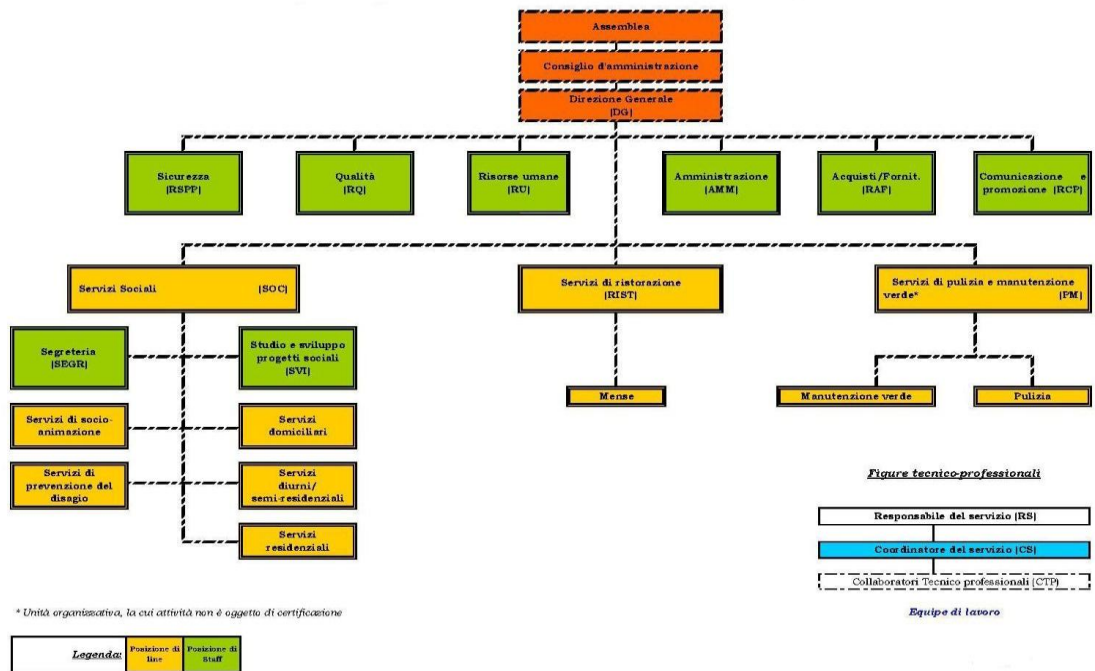 Assemblea
Consiglio d'amministrazione
Direzione Generale
(DG)
Sicurezza
(RSPP)
Qualità
(RQ)
Risorse umane
(RU)
Amministrazione
(AMM)
Acquisti/Fornit.
(RAF)
Comunicazione e
promozione (RCP)
Servizi Sociali (SOC)
Servizi di ristorazione
(RIST)
Servizi di pulizia e manutenzione
verde* (PM)
Segreteria
(SEGR)
Studio e sviluppo
progetti sociali
(SVI)
Mense
Manutenzione verde
Pulizia
Servizi di socio-
animazione
Servizi
domiciliari
Servizi di
prevenzione del
disagio
Servizi
diurni/
semi-residenziali
Servizi
residenziali
Figure tecnico-professionali
Responsabile del servizio (RS)
Coordinatore del servizio (CS)
Collaboratori Tecnico professionali (CTP)
Equipe di lavoro
* Unità organizzativa, la cui attività non è oggetto di certificazione
Legenda:
Posizione di
line
Posizione di
Staff